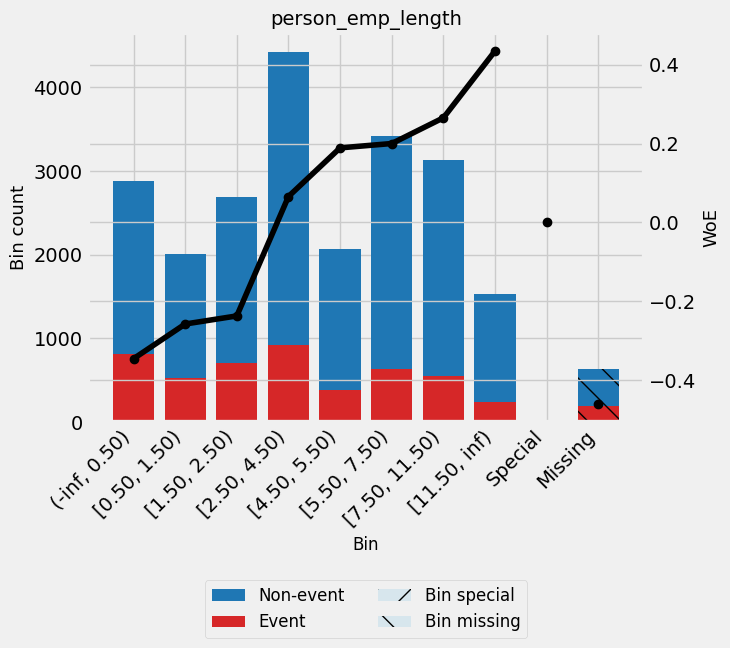 person_emp_length
4000
3000
2000
1000
0
Bin count
0.4
0.2
0.0
−0.2
−0.4
WoE
(-inf, 0.50)
[0.50, 1.50)
[1.50, 2.50)
[2.50, 4.50)
[4.50, 5.50)
[5.50, 7.50)
[7.50, 11.50)
[11.50, inf)
Special
Missing
Bin
Non-event
Event
Bin special
Bin missing